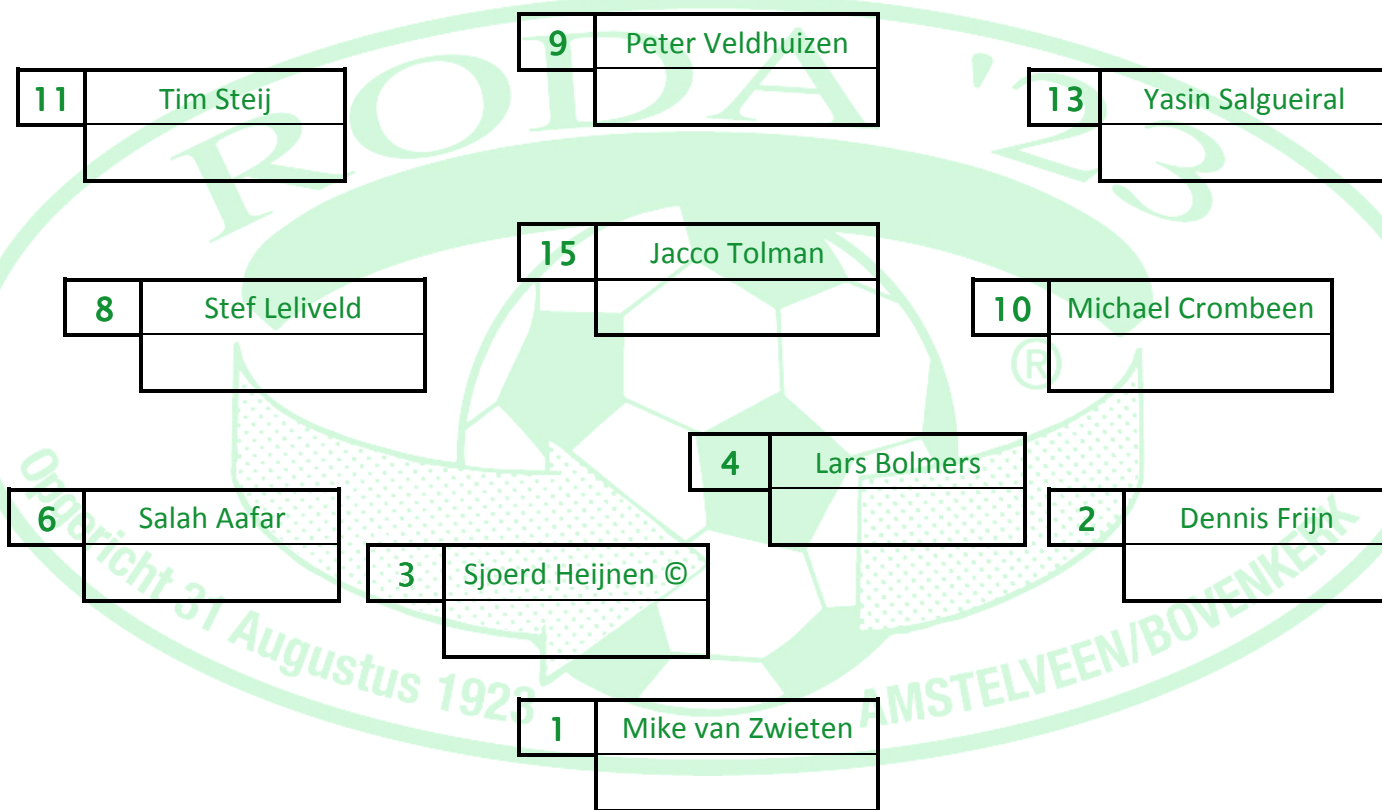 RODA '23
9 Peter Veldhuizen
11 Tim Steij
13 Yasin Salgueiral
15 Jacco Tolman
8 Stef Leliveld
10 Michael Crombeen
®
4 Lars Bolmers
6 Salah Aafar
2 Dennis Frijn
3 Sjoerd Heijnen ©
1 Mike van Zwieten
Opgericht 31 Augustus 1923
AMSTELVEEN/BOVENKERK